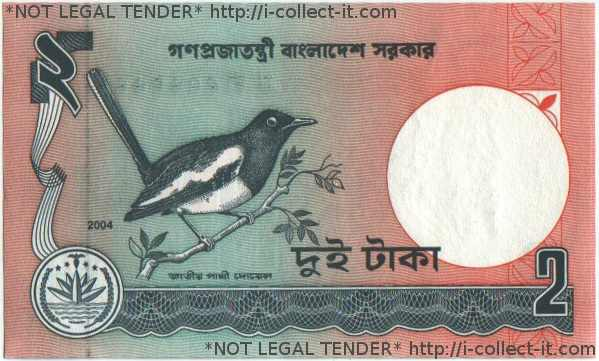 *NOT LEGAL TENDER* http://i-collect-it.com
গণপ্রজাতন্ত্রী বাংলাদেশ সরকার
২
2004
দুই টাকা
জাতীয় পাখী দোয়েল
2
*NOT LEGAL TENDER* http://i-collect-it.com